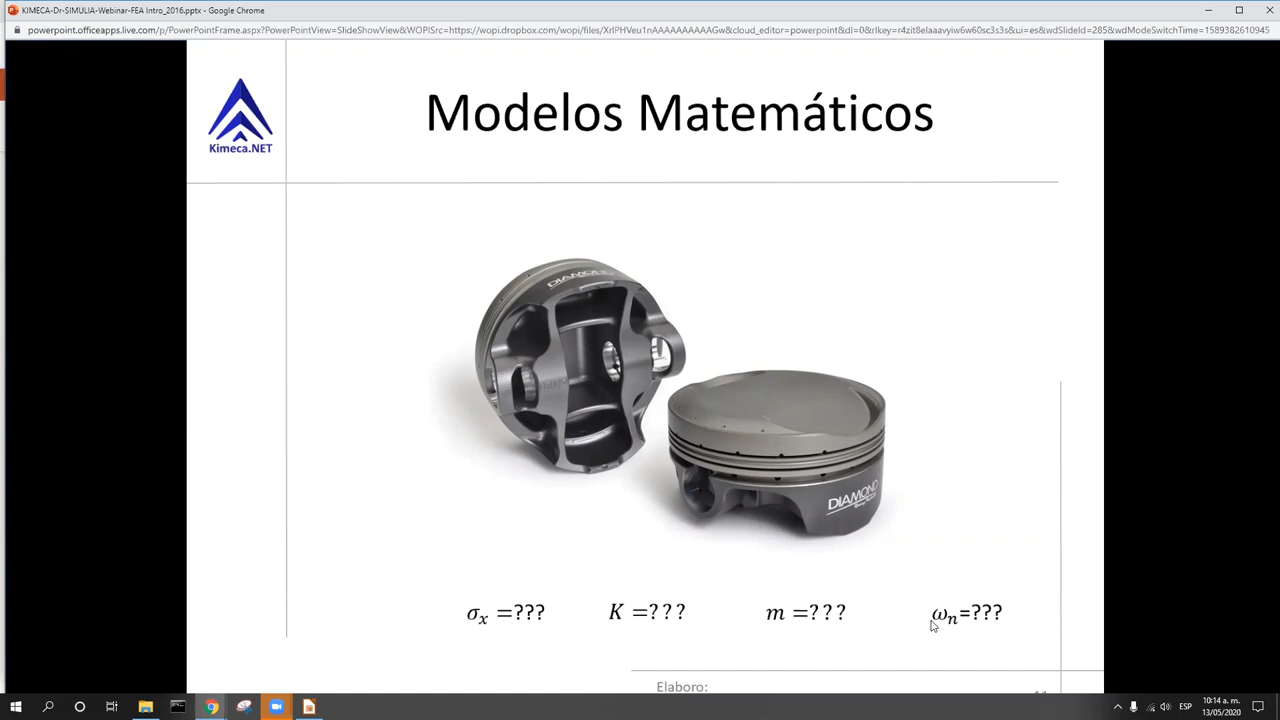 KIMECA-Dr-SIMULIA-Webinar-FEA Intro_2016.pptx - Google Chrome
Kimeca.NET
Modelos Matemáticos
DIAMOND
DIAMOND
σₓ =???
K =???
m =???
ωₙ=???
Elaboro:
ESP
10:14 a. m.
13/05/2020